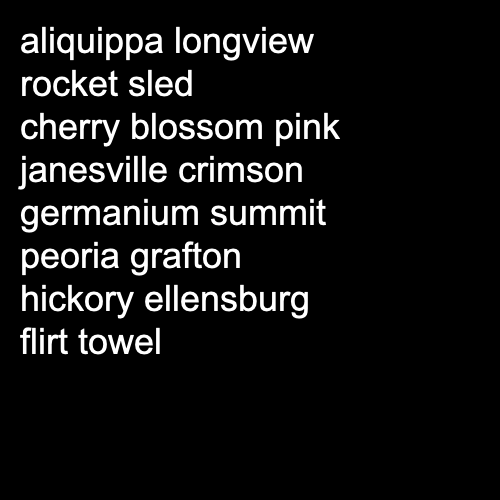 aliquippa longview
rocket sled
cherry blossom pink
janesville crimson
germanium summit
peoria grafton
hickory ellensburg
flirt towel